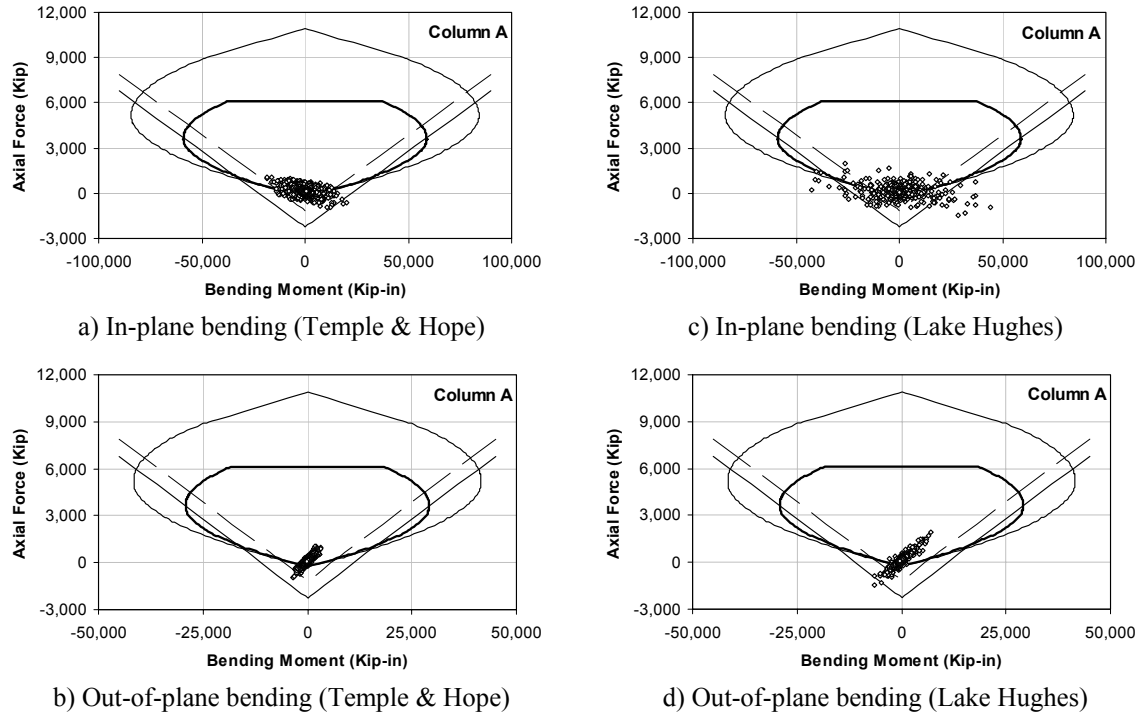 12,000
9,000
6,000
3,000
0
-3,000
Axial Force (Kip)
Column A
-100,000 -50,000 0 50,000 100,000
Bending Moment (Kip-in)
a) In-plane bending (Temple & Hope)
12,000
9,000
6,000
3,000
0
-3,000
Axial Force (Kip)
Column A
-100,000 -50,000 0 50,000 100,000
Bending Moment (Kip-in)
c) In-plane bending (Lake Hughes)
12,000
9,000
6,000
3,000
0
-3,000
Axial Force (Kip)
Column A
-50,000 -25,000 0 25,000 50,000
Bending Moment (Kip-in)
b) Out-of-plane bending (Temple & Hope)
12,000
9,000
6,000
3,000
0
-3,000
Axial Force (Kip)
Column A
-50,000 -25,000 0 25,000 50,000
Bending Moment (Kip-in)
d) Out-of-plane bending (Lake Hughes)